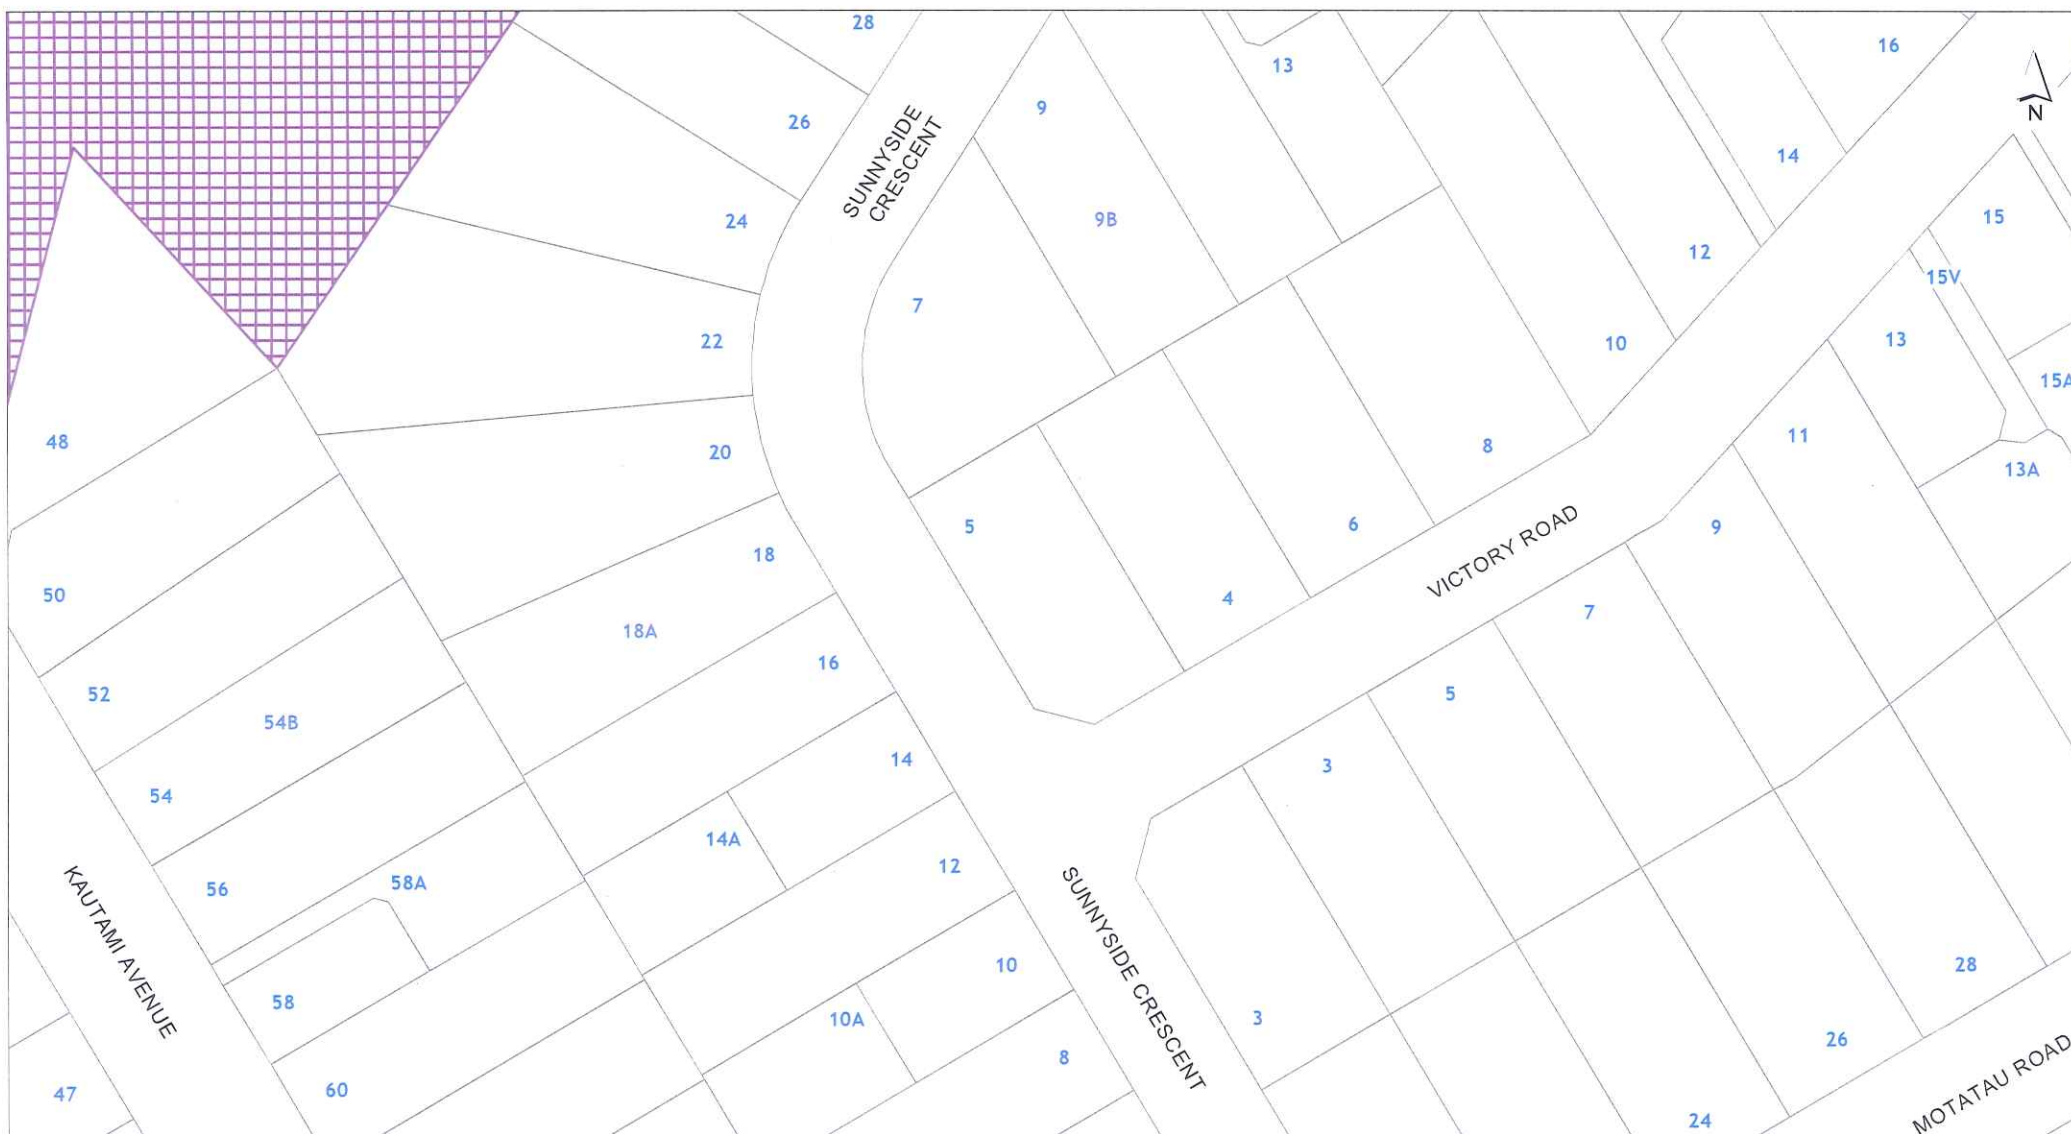 28
13
16
N
26
9
14
24
9B
15
12
15V
7
22
10
13
15A
48
20
8
11
13A
5
6
9
18
4
VICTORY ROAD
50
18A
7
16
5
52
54B
14
3
54
14A
12
56
58A
10
28
58
10A
3
8
26
60
47
24
SUNNYSIDE
CRESCENT
KAUTAMI AVENUE
SUNNYSIDE CRESCENT
MOTATAU ROAD